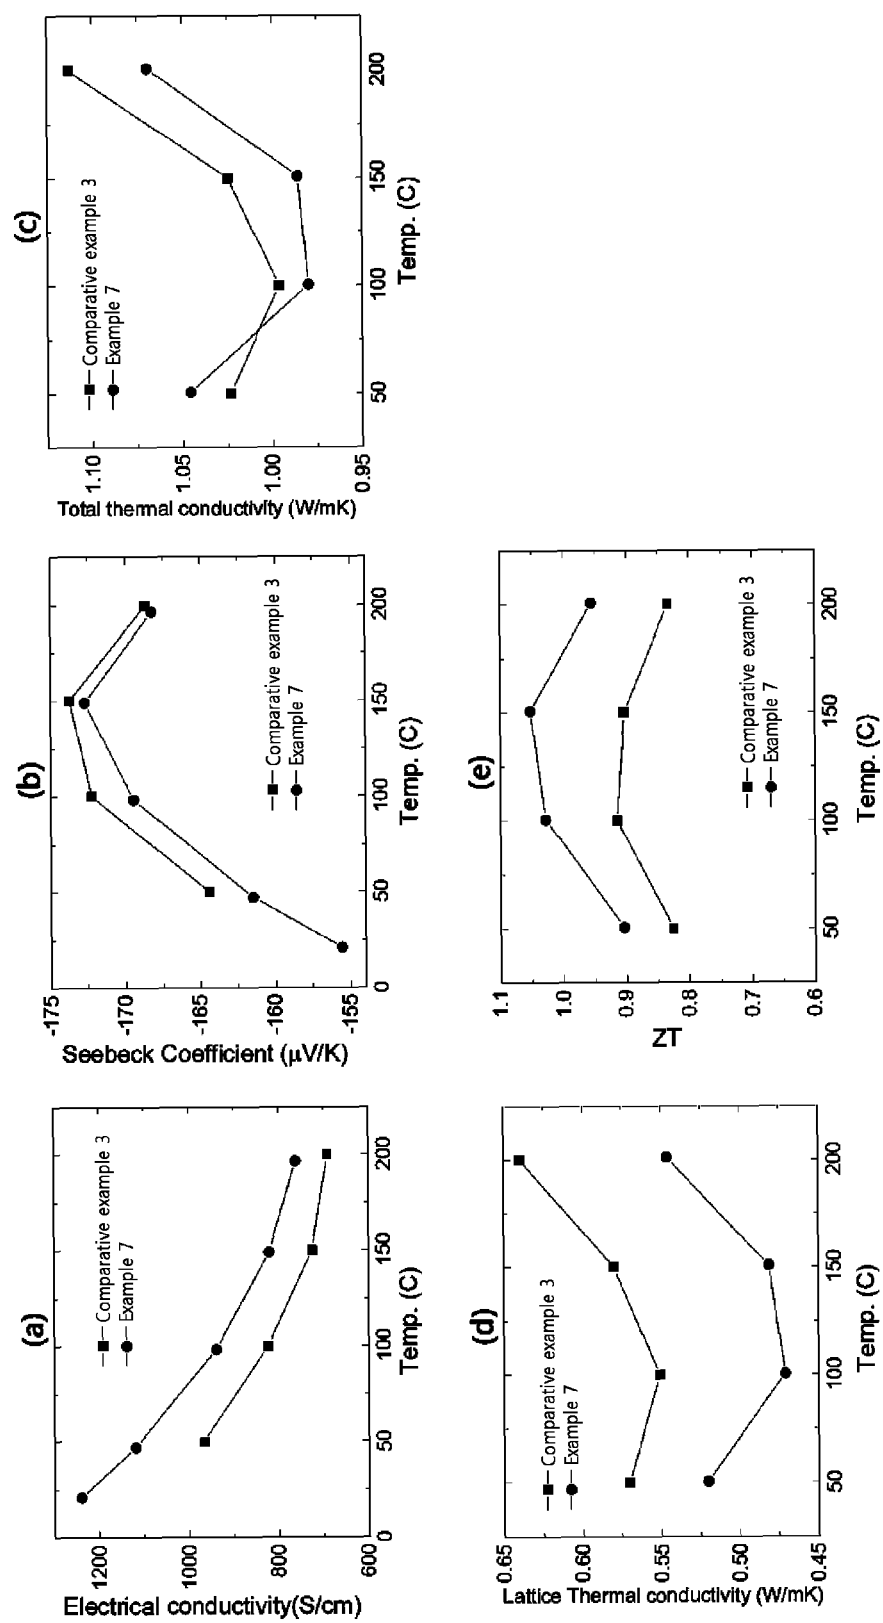 (a)
Electrical conductivity(S/cm)
1200
1000
800
600
Comparative example 3
Example 7
0 50 100 150 200
Temp. (C)
(b)
Seebeck Coefficient (μV/K)
-175
-170
-165
-160
-155
Comparative example 3
Example 7
0 50 100 150 200
Temp. (C)
(c)
Total thermal conductivity (W/mK)
1.10
1.05
1.00
0.95
Comparative example 3
Example 7
50 100 150 200
Temp. (C)
(d)
Lattice Thermal conductivity (W/mK)
0.65
0.60
0.55
0.50
0.45
Comparative example 3
Example 7
50 100 150 200
Temp. (C)
(e)
ZT
1.1
1.0
0.9
0.8
0.7
0.6
Comparative example 3
Example 7
50 100 150 200
Temp. (C)